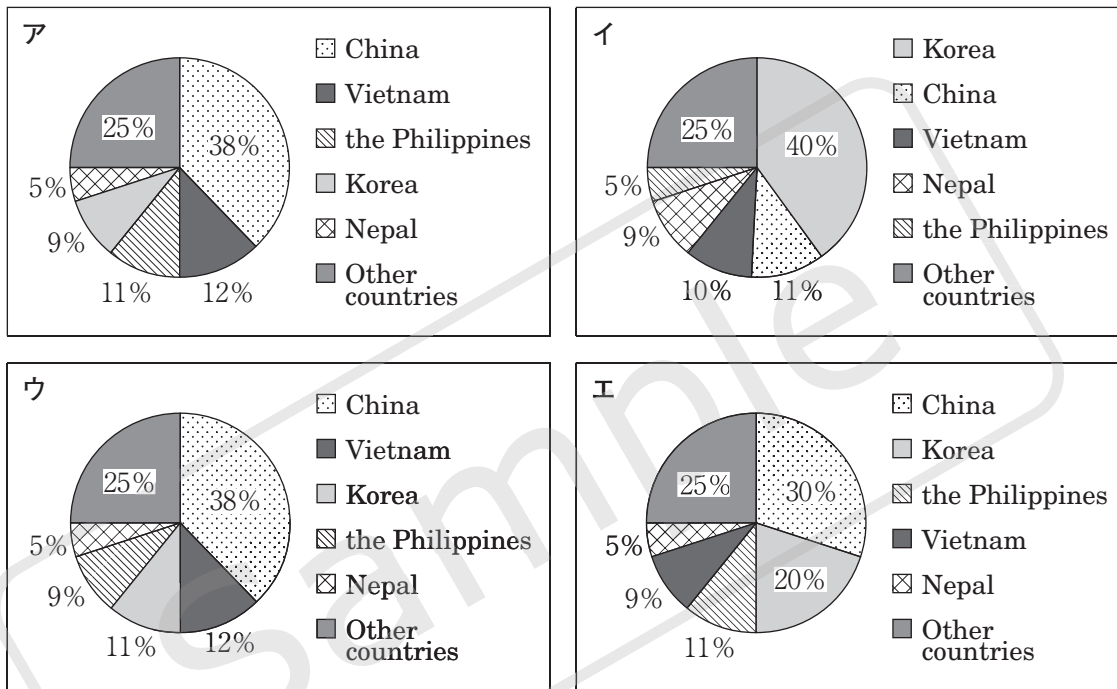 ア
China
Vietnam
the Philippines
Korea
Nepal
Other
countries
38%
12%
11%
9%
5%
25%
イ
Korea
China
Vietnam
Nepal
the Philippines
Other
countries
40%
11%
10%
9%
5%
25%
ウ
China
Vietnam
Korea
the Philippines
Nepal
Other
countries
38%
12%
11%
9%
5%
25%
エ
China
Korea
the Philippines
Vietnam
Nepal
Other
countries
30%
20%
11%
9%
5%
25%
Sample